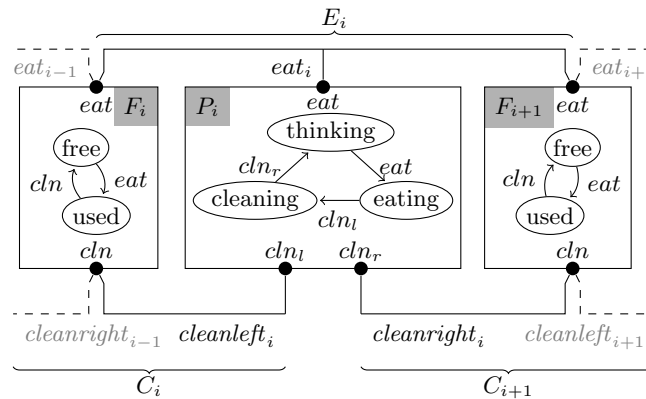 E_i
eat_{i-1} eat_i eat_{i+
eat F_i P_i eat F_{i+1} eat
free thinking free
cln eat cln_r eat cln eat
used cleaning cln_l eating used
cln cln_l cln_r cln
cleanright_{i-1} cleanleft_i cleanright_i cleanleft_{i+1}
C_i C_{i+1}